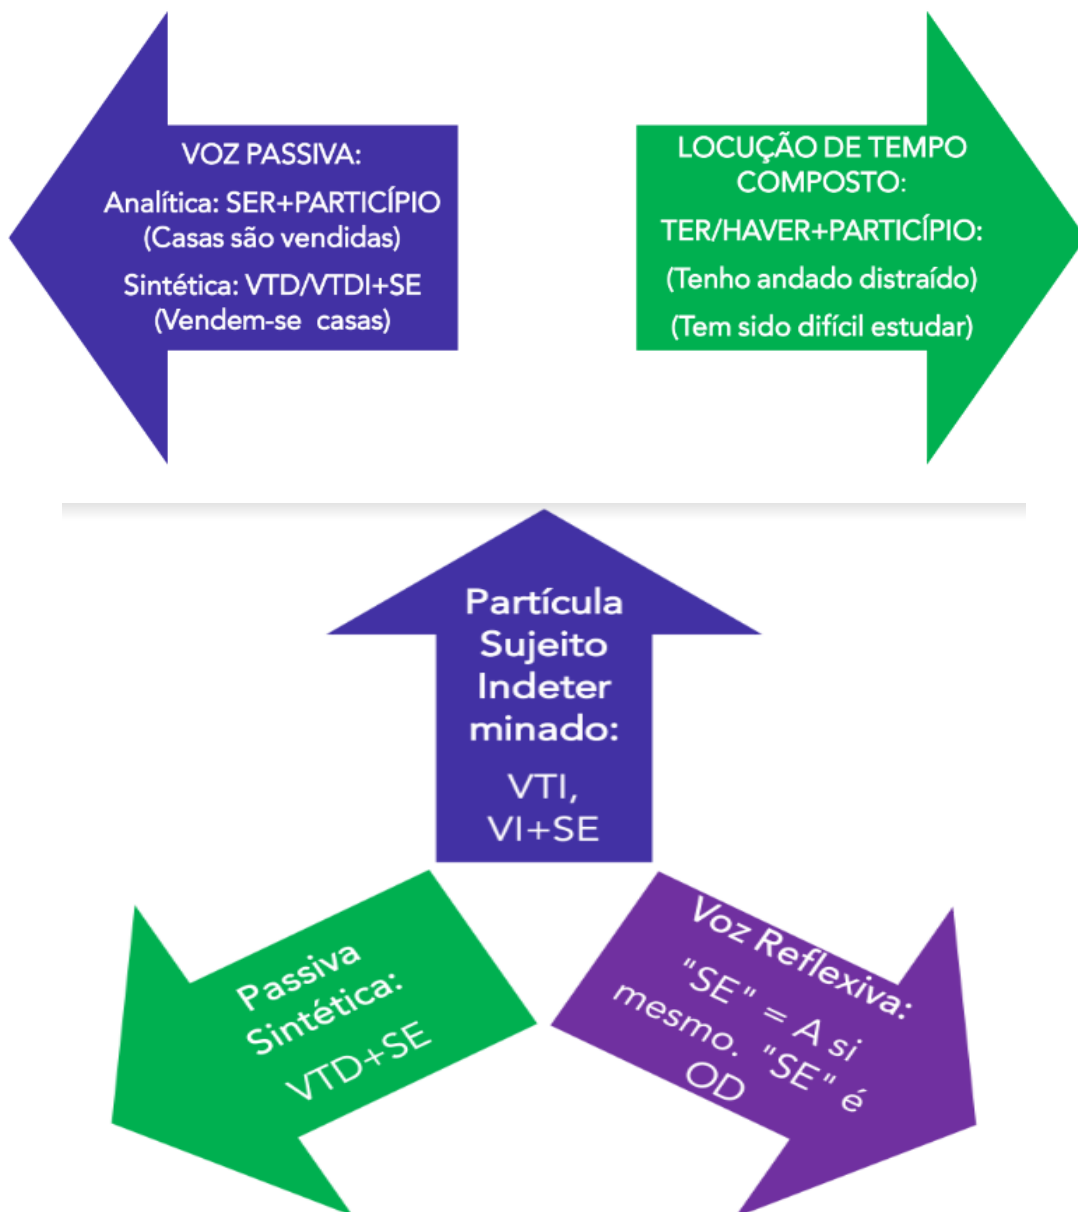 VOZ PASSIVA:
Analítica: SER+PARTICÍPIO
(Casas são vendidas)
Sintética: VTD/VTDI+SE
(Vendem-se casas)
LOCUÇÃO DE TEMPO
COMPOSTO:
TER/HAVER+PARTICÍPIO:
(Tenho andado distraído)
(Tem sido difícil estudar)
Partícula
Sujeito
Indeter
minado:
VTI,
VI+SE
Passiva
Sintética:
VTD+SE
Voz Reflexiva:
"SE" = A si
mesmo. "SE" é
OD